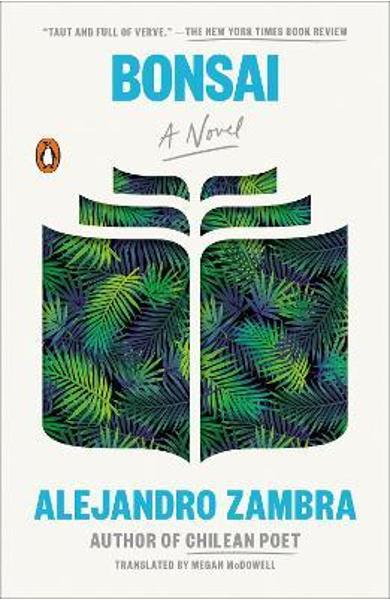 "TAUT AND FULL OF VERVE." —THE NEW YORK TIMES BOOK REVIEW
BONSAI
A Novel
ALEJANDRO ZAMBRA
AUTHOR OF CHILEAN POET
TRANSLATED BY MEGAN McDOWELL